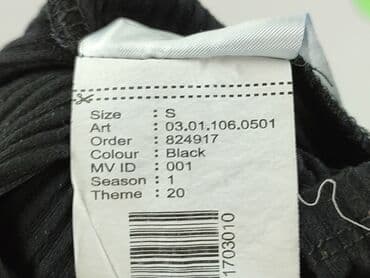 Size : S
Art : 03.01.106.0501
Order : 824917
Colour : Black
MV ID : 001
Season : 1
Theme : 20
1703010